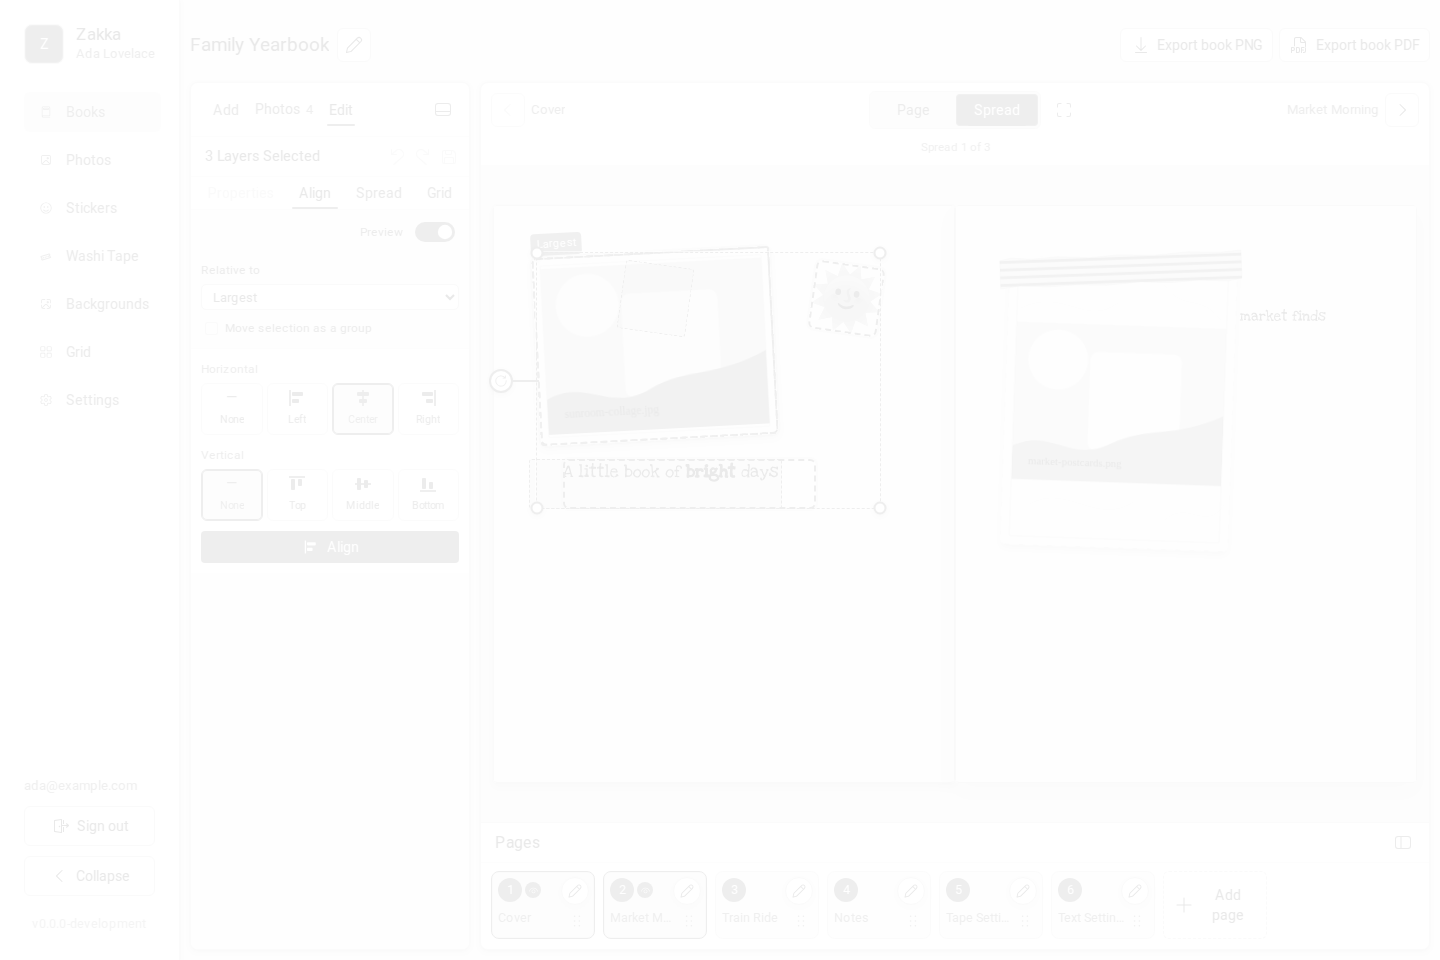 Zakka
Ada Lovelace
Books
Photos
Stickers
Washi Tape
Backgrounds
Grid
Settings
ada@example.com
Sign out
Collapse
v0.0.0-development
Family Yearbook
Export book PNG
Export book PDF
Add
Photos 4
Edit
3 Layers Selected
Properties
Align
Spread
Grid
Preview
Relative to
Largest
Move selection as a group
Horizontal
None
Left
Center
Right
Vertical
None
Top
Middle
Bottom
Align
Cover
Page
Spread
Market Morning
Spread 1 of 3
Largest
A little book of bright days
market finds
market-postcards.png
Pages
1
Cover
2
Market M...
3
Train Ride
4
Notes
5
Tape Setti...
6
Text Settin...
Add
page